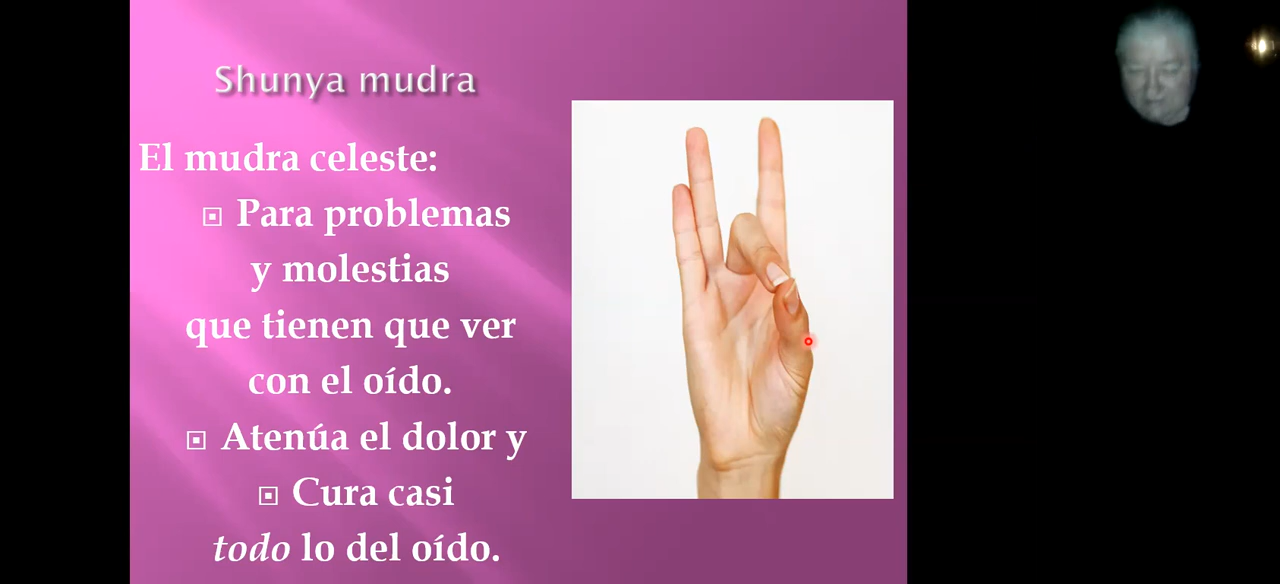 Shunya mudra
El mudra celeste:
Para problemas
y molestias
que tienen que ver
con el oído.
Atenúa el dolor y
Cura casi
todo lo del oído.